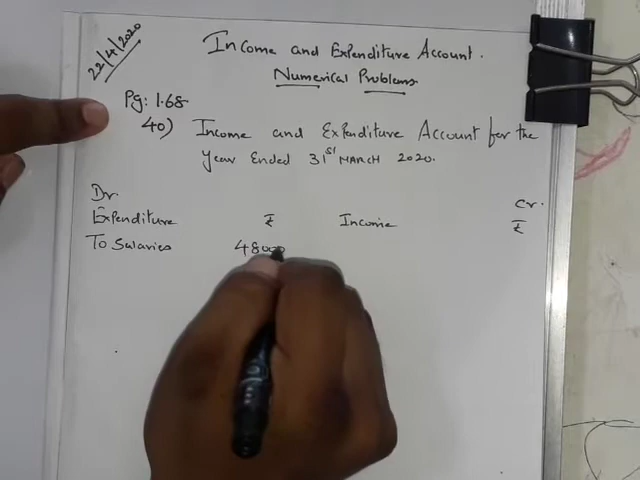 22/4/2020
Income and Expenditure Account.
Numerical Problems.
Pg: 1.68
40) Income and Expenditure Account for the
year Ended 31st MARCH 2020.
Dr. Cr.
Expenditure ₹ Income ₹
To Salaries 48000